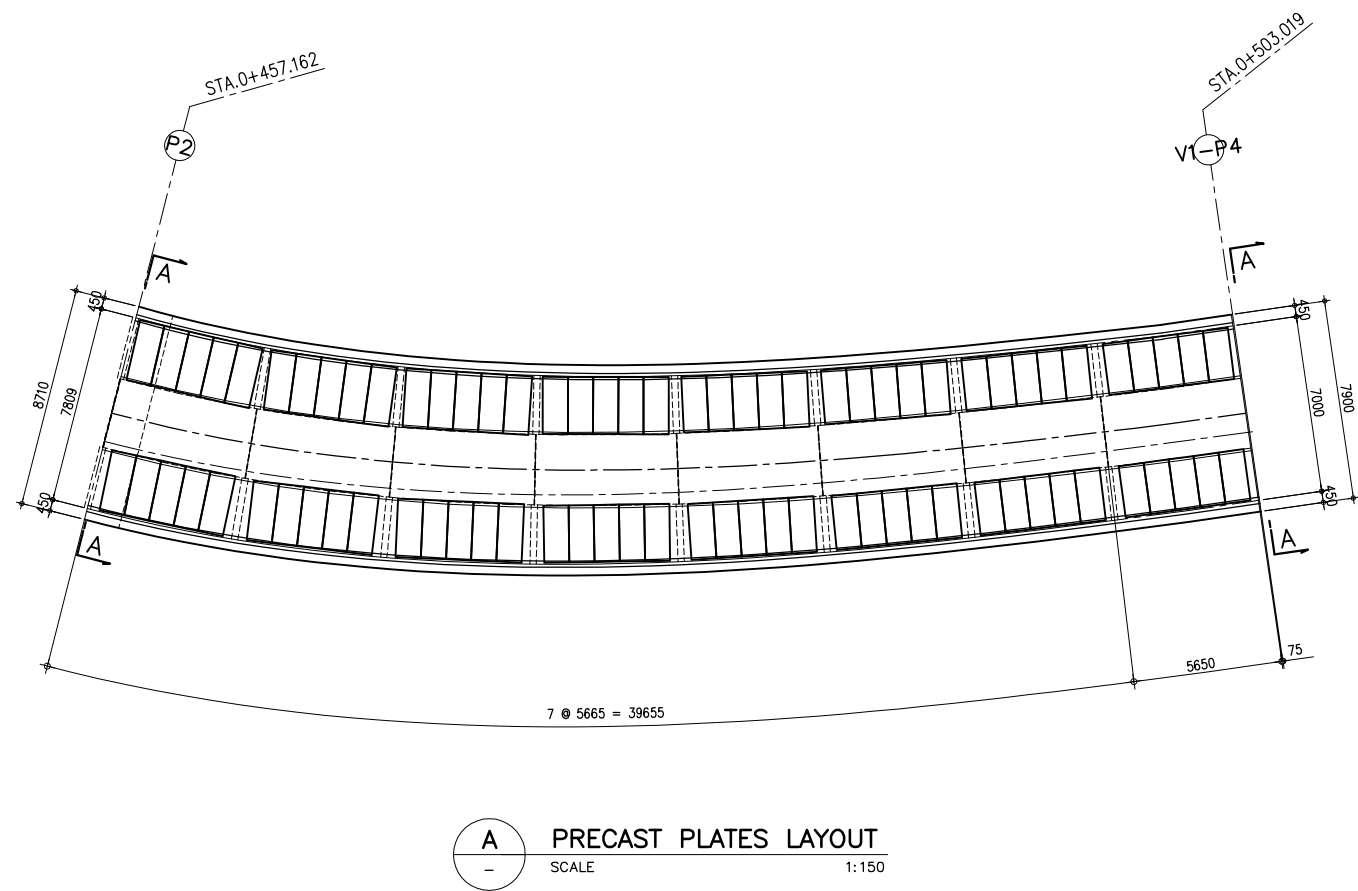 STA.0+457.162
STA.0+503.019
P2
V1-P4
A
A
450
8710
7809
450
450
7000
7900
450
A
A
75
5650
7 @ 5665 = 39655
A
-
PRECAST PLATES LAYOUT
SCALE 1:150